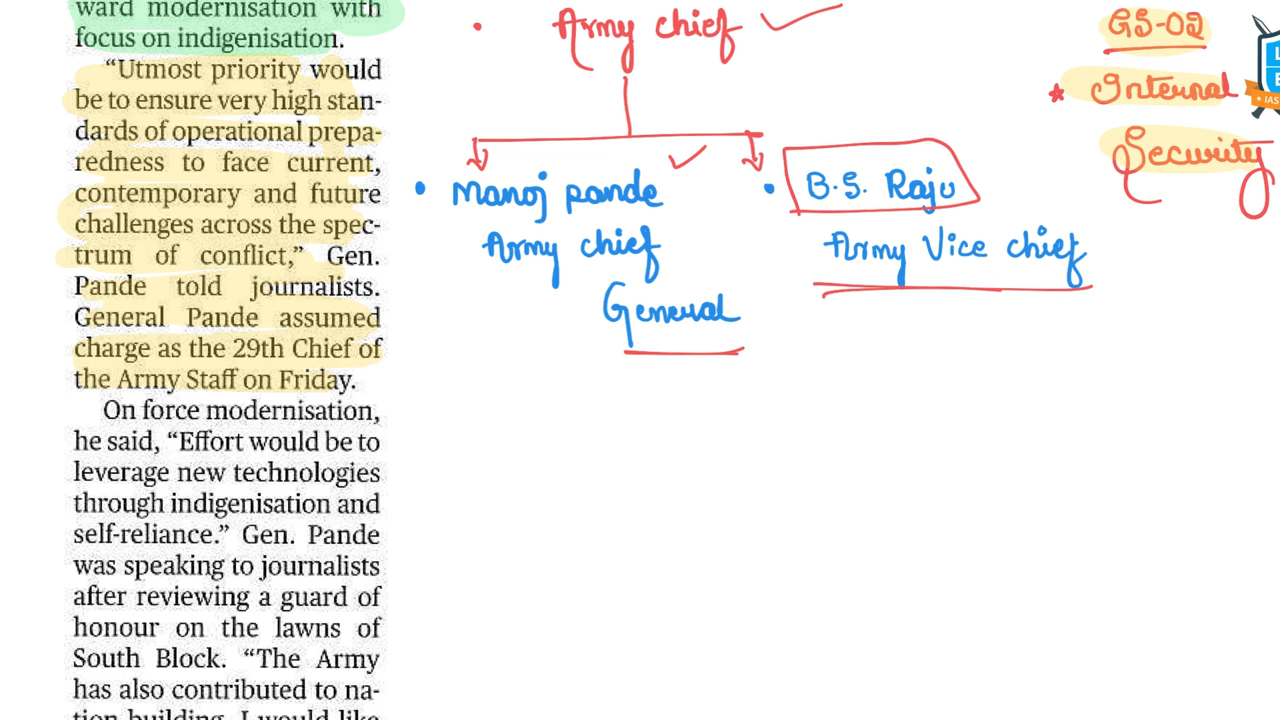 ward modernisation with
focus on indigenisation.
“Utmost priority would
be to ensure very high stan-
dards of operational prepa-
redness to face current,
contemporary and future
challenges across the spec-
trum of conflict,” Gen.
Pande told journalists.
General Pande assumed
charge as the 29th Chief of
the Army Staff on Friday.
On force modernisation,
he said, “Effort would be to
leverage new technologies
through indigenisation and
self-reliance.” Gen. Pande
was speaking to journalists
after reviewing a guard of
honour on the lawns of
South Block. “The Army
has also contributed to na-
tion building. I would like
Army chief
Manoj pande
Army chief
General
B.S. Raju
Army Vice chief
GS-02
Internal
Security
L
E
IAS